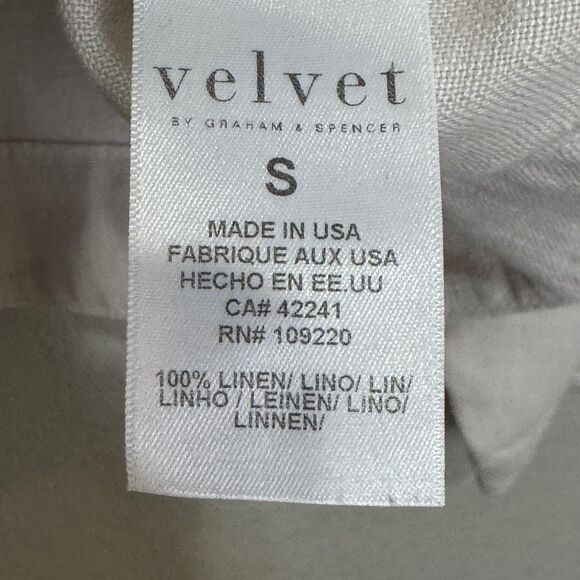 velvet
BY GRAHAM & SPENCER
S
MADE IN USA
FABRIQUE AUX USA
HECHO EN EE.UU
CA# 42241
RN# 109220
100% LINEN/ LINO/ LIN/
LINHO / LEINEN/ LINO/
LINNEN/